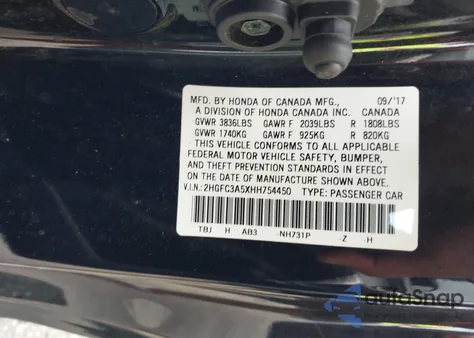 MFD. BY HONDA OF CANADA MFG., 09/'17
A DIVISION OF HONDA CANADA INC. CANADA
GVWR 3836LBS GAWR F 2039LBS R 1808LBS
GVWR 1740KG GAWR F 925KG R 820KG
THIS VEHICLE CONFORMS TO ALL APPLICABLE
FEDERAL MOTOR VEHICLE SAFETY, BUMPER,
AND THEFT PREVENTION STANDARDS IN EFFECT
ON THE DATE OF MANUFACTURE SHOWN ABOVE.
V.I.N.: 2HGFC3A5XHH754450 TYPE: PASSENGER CAR
TBJ H AB3 -NH731P -Z -H
autoSnap